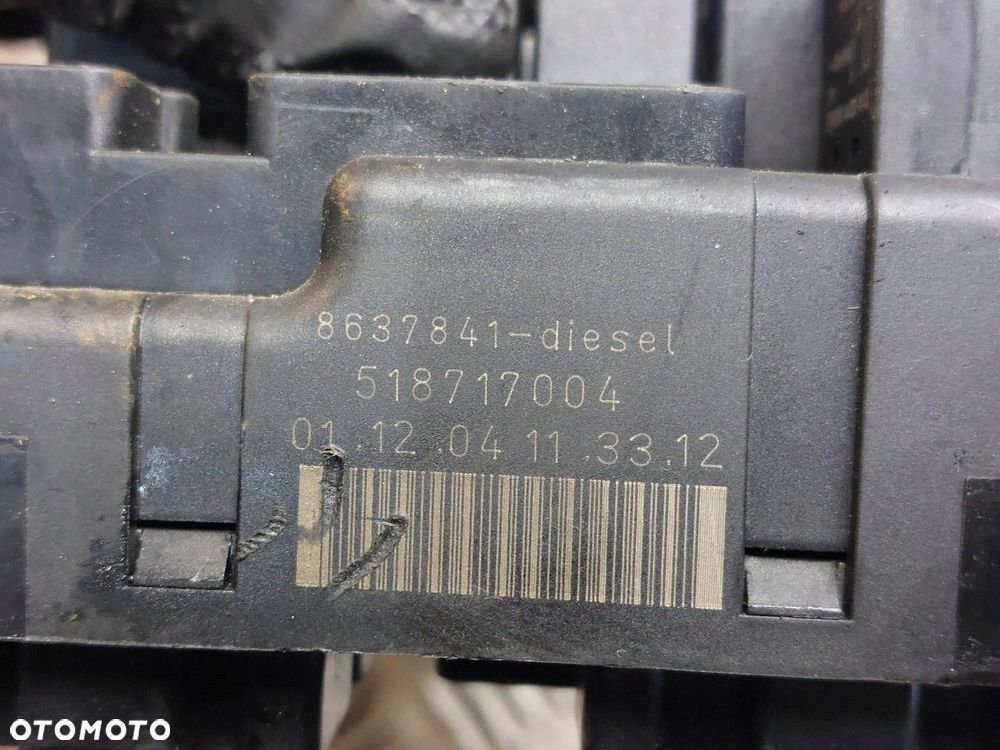 8637841-diesel
518717004
01.12.04 11.33.12
OTOMOTO